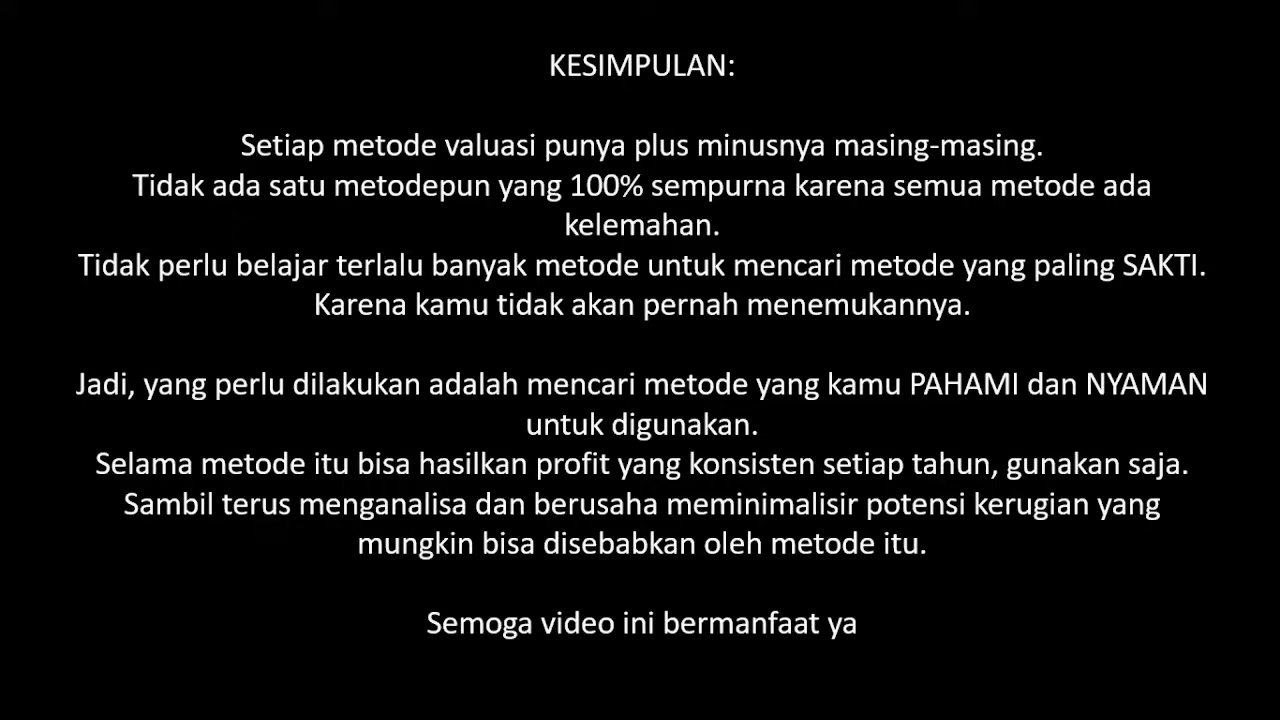 KESIMPULAN:
Setiap metode valuasi punya plus minusnya masing-masing.
Tidak ada satu metodepun yang 100% sempurna karena semua metode ada
kelemahan.
Tidak perlu belajar terlalu banyak metode untuk mencari metode yang paling SAKTI.
Karena kamu tidak akan pernah menemukannya.
Jadi, yang perlu dilakukan adalah mencari metode yang kamu PAHAMI dan NYAMAN
untuk digunakan.
Selama metode itu bisa hasilkan profit yang konsisten setiap tahun, gunakan saja.
Sambil terus menganalisa dan berusaha meminimalisir potensi kerugian yang
mungkin bisa disebabkan oleh metode itu.
Semoga video ini bermanfaat ya